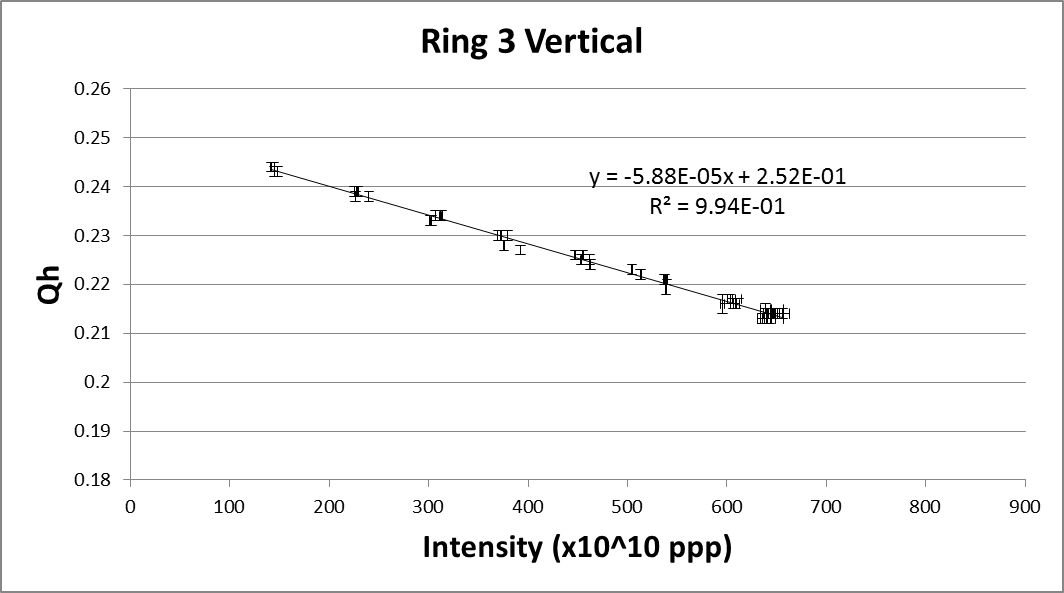 Ring 3 Vertical
0.26
0.25
0.24
0.23
0.22
0.21
0.2
0.19
0.18
Qh
y = -5.88E-05x + 2.52E-01
R² = 9.94E-01
0 100 200 300 400 500 600 700 800 900
Intensity (x10^10 ppp)